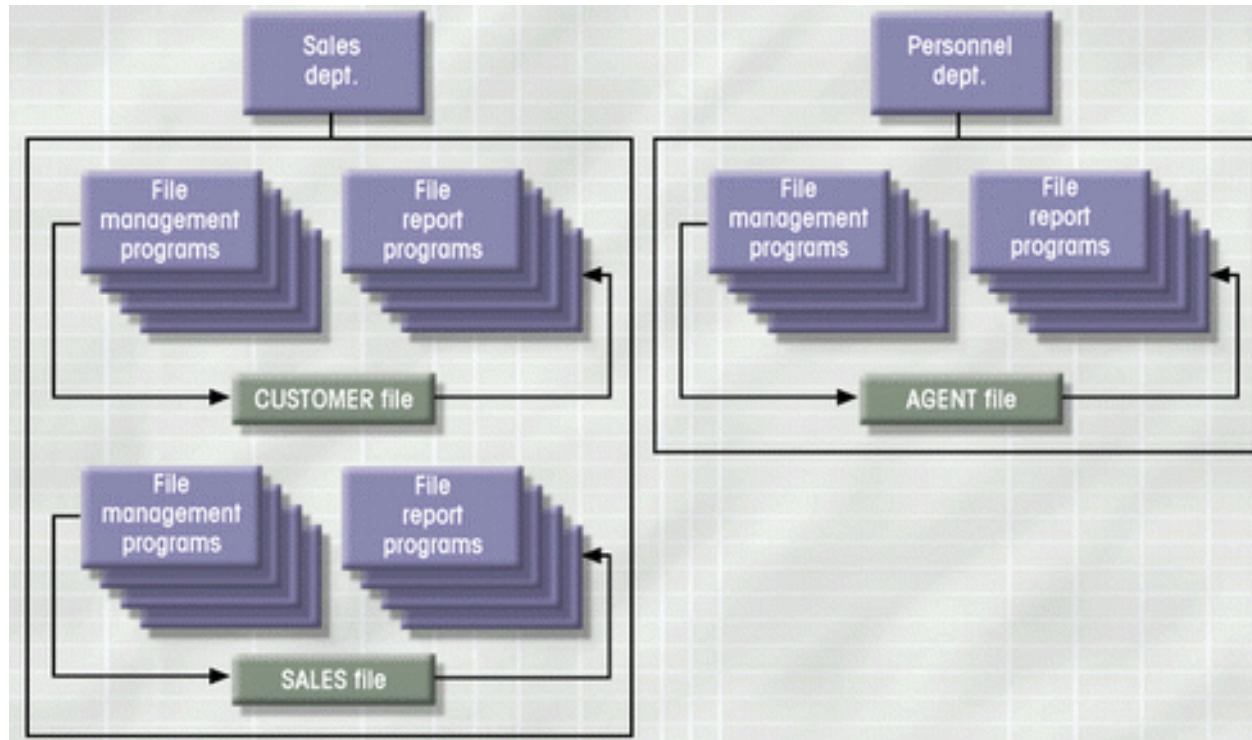 Sales
dept.
Personnel
dept.
File
management
programs
File
report
programs
File
management
programs
File
report
programs
CUSTOMER file
AGENT file
File
management
programs
File
report
programs
SALES file